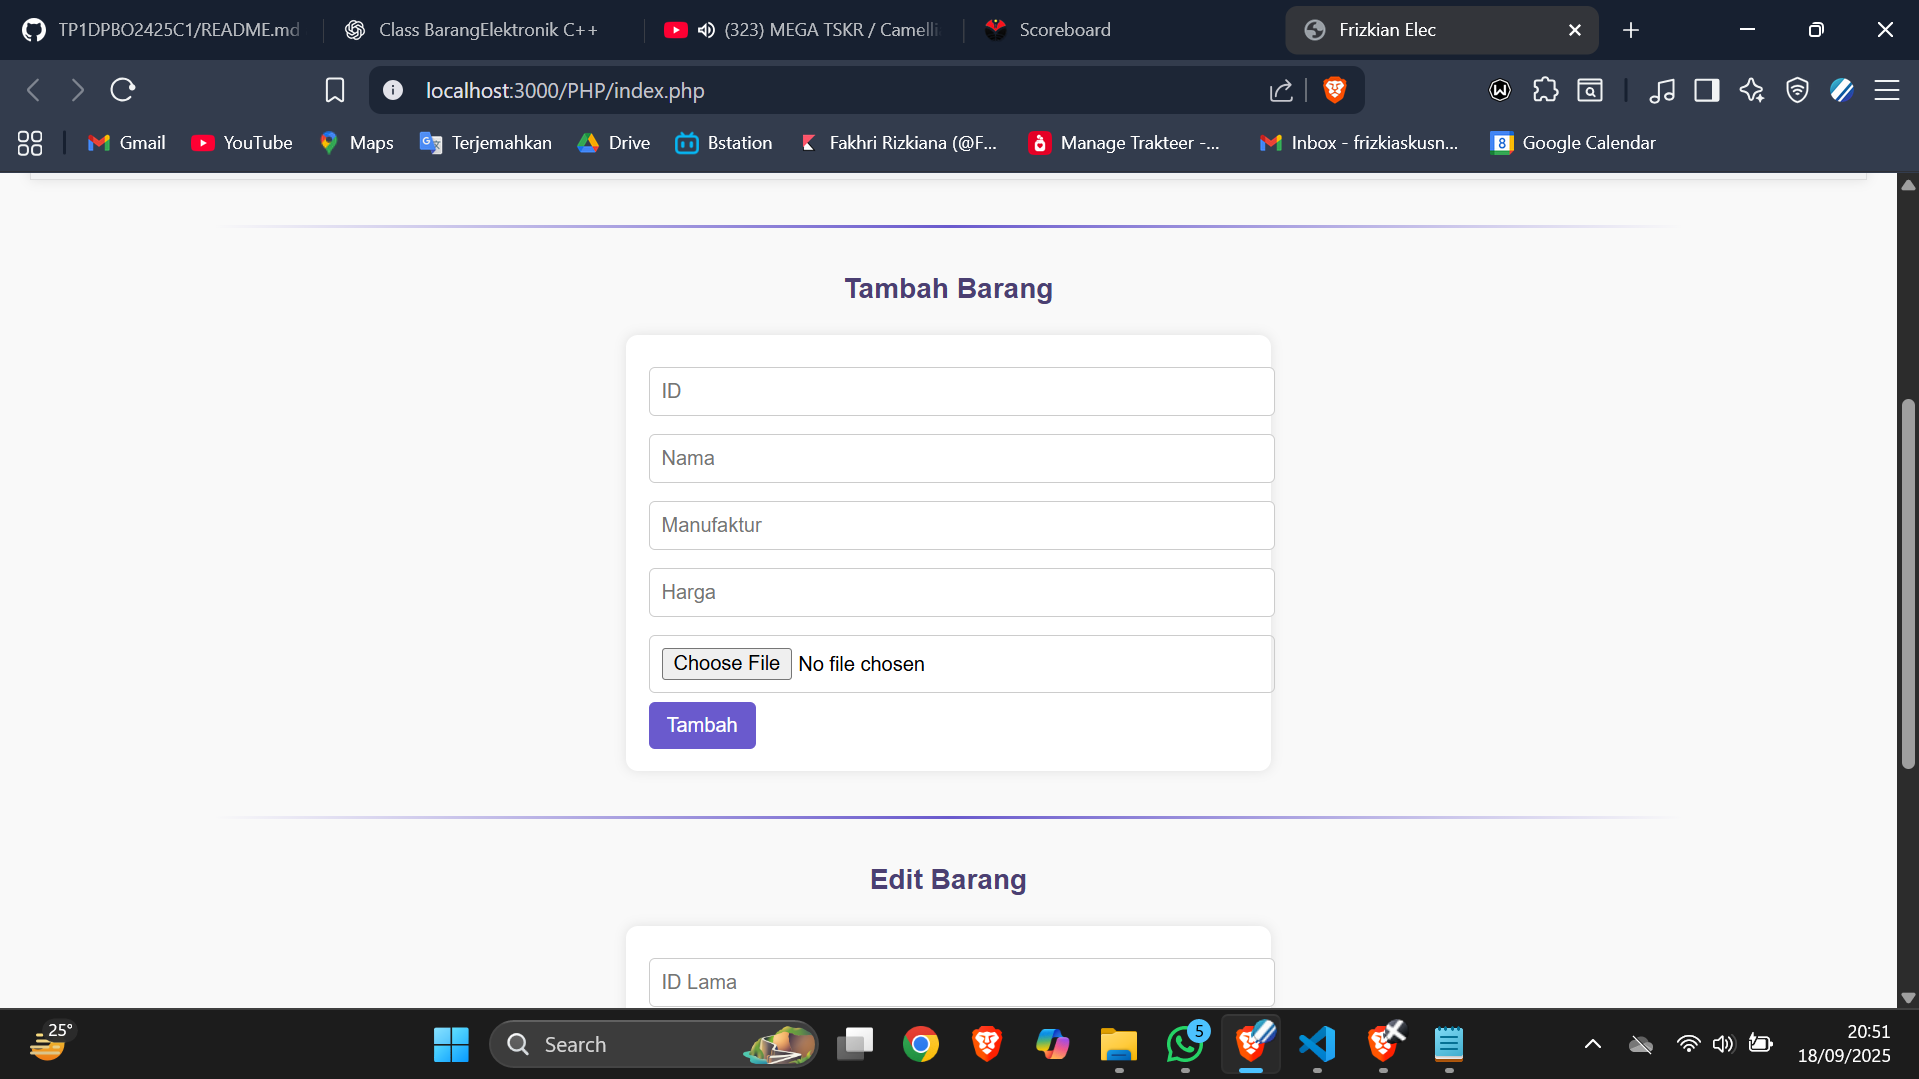 TP1DPBO2425C1/README.md
Class BarangElektronik C++
(323) MEGA TSKR / Camelli
Scoreboard
Frizkian Elec
localhost:3000/PHP/index.php
Gmail
YouTube
Maps
Terjemahkan
Drive
Bstation
Fakhri Rizkiana (@F...
Manage Trakteer -...
Inbox - frizkiaskusn...
8
Google Calendar
Tambah Barang
ID
Nama
Manufaktur
Harga
Choose File No file chosen
Tambah
Edit Barang
ID Lama
25°
Search
5
20:51
18/09/2025